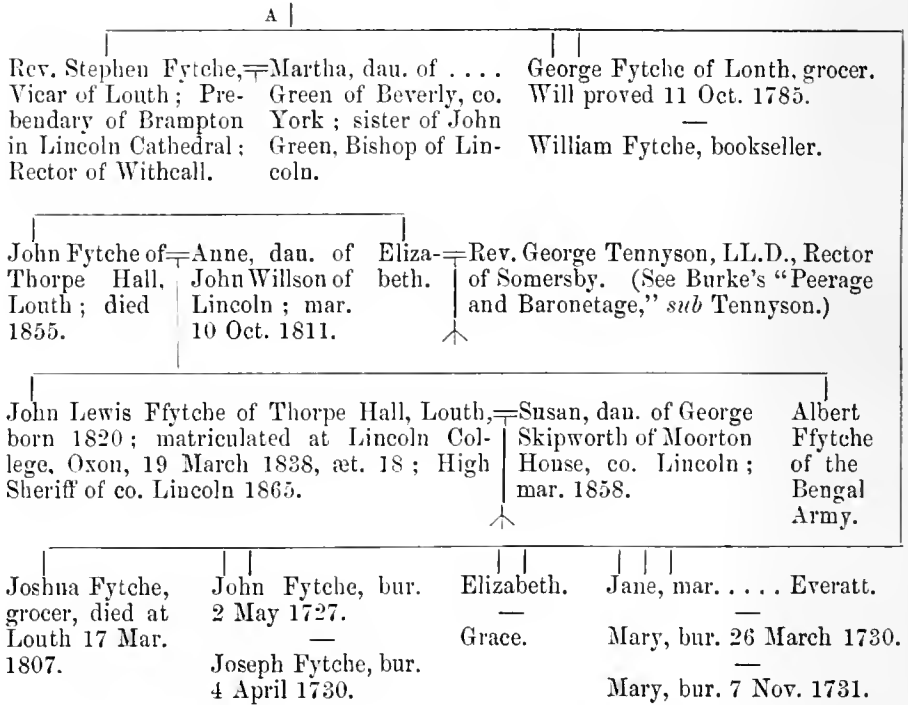 A
Rev. Stephen Fytche,
Vicar of Louth; Pre-
bendary of Brampton
in Lincoln Cathedral;
Rector of Withcall.
Martha, dau. of . . . .
Green of Beverly, co.
York; sister of John
Green, Bishop of Lin-
coln.
George Fytche of Louth, grocer.
Will proved 11 Oct. 1785.
—
William Fytche, bookseller.
John Fytche of
Thorpe Hall,
Louth; died
1855.
Anne, dau. of
John Willson of
Lincoln; mar.
10 Oct. 1811.
Eliza-
beth.
Rev. George Tennyson, LL.D., Rector
of Somersby. (See Burke's "Peerage
and Baronetage," sub Tennyson.)
John Lewis Ffytche of Thorpe Hall, Louth,
born 1820; matriculated at Lincoln Col-
lege, Oxon, 19 March 1838, æt. 18; High
Sheriff of co. Lincoln 1865.
Susan, dau. of George
Skipworth of Moorton
House, co. Lincoln;
mar. 1858.
Albert
Ffytche
of the
Bengal
Army.
Joshua Fytche,
grocer, died at
Louth 17 Mar.
1807.
John Fytche, bur.
2 May 1727.
—
Joseph Fytche, bur.
4 April 1730.
Elizabeth.
—
Grace.
Jane, mar. . . . . . Everatt.
—
Mary, bur. 26 March 1730.
—
Mary, bur. 7 Nov. 1731.